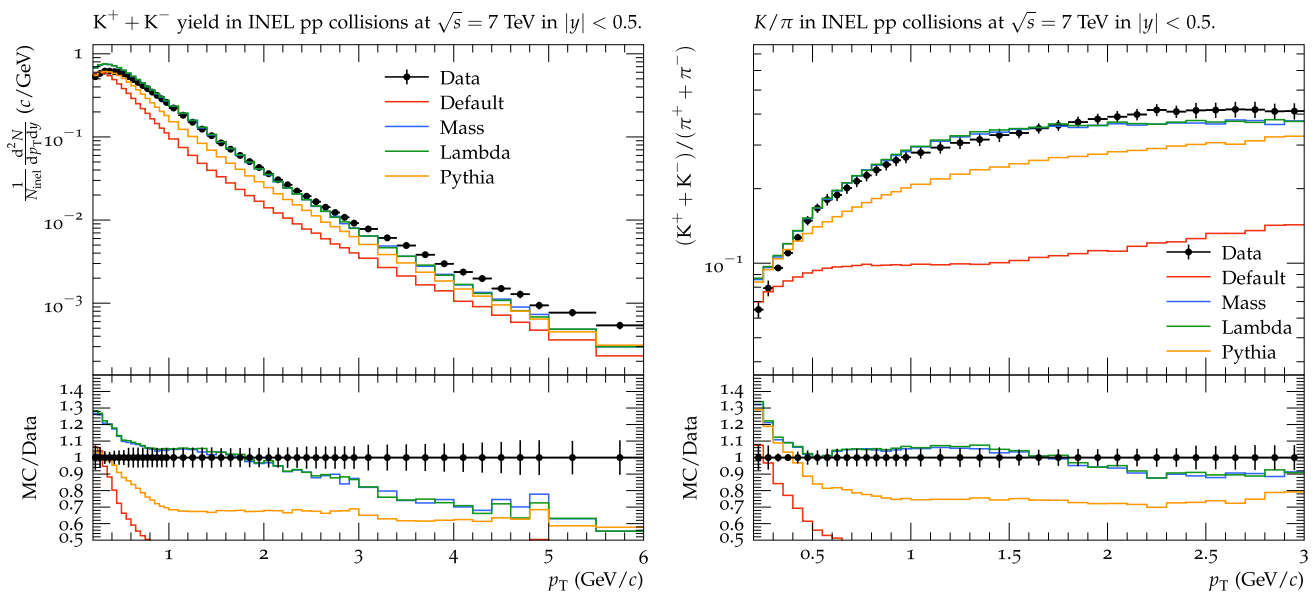 K⁺ + K⁻ yield in INEL pp collisions at √s = 7 TeV in |y| < 0.5.
1/N_inel d²N/dp_T dy (c/GeV)
1
10⁻¹
10⁻²
10⁻³
Data
Default
Mass
Lambda
Pythia
MC/Data
1.4
1.3
1.2
1.1
1
0.9
0.8
0.7
0.6
0.5
1 2 3 4 5 6
p_T (GeV/c)
K/π in INEL pp collisions at √s = 7 TeV in |y| < 0.5.
(K⁺ + K⁻)/(π⁺ + π⁻)
10⁻¹
Data
Default
Mass
Lambda
Pythia
MC/Data
1.4
1.3
1.2
1.1
1
0.9
0.8
0.7
0.6
0.5
0.5 1 1.5 2 2.5 3
p_T (GeV/c)